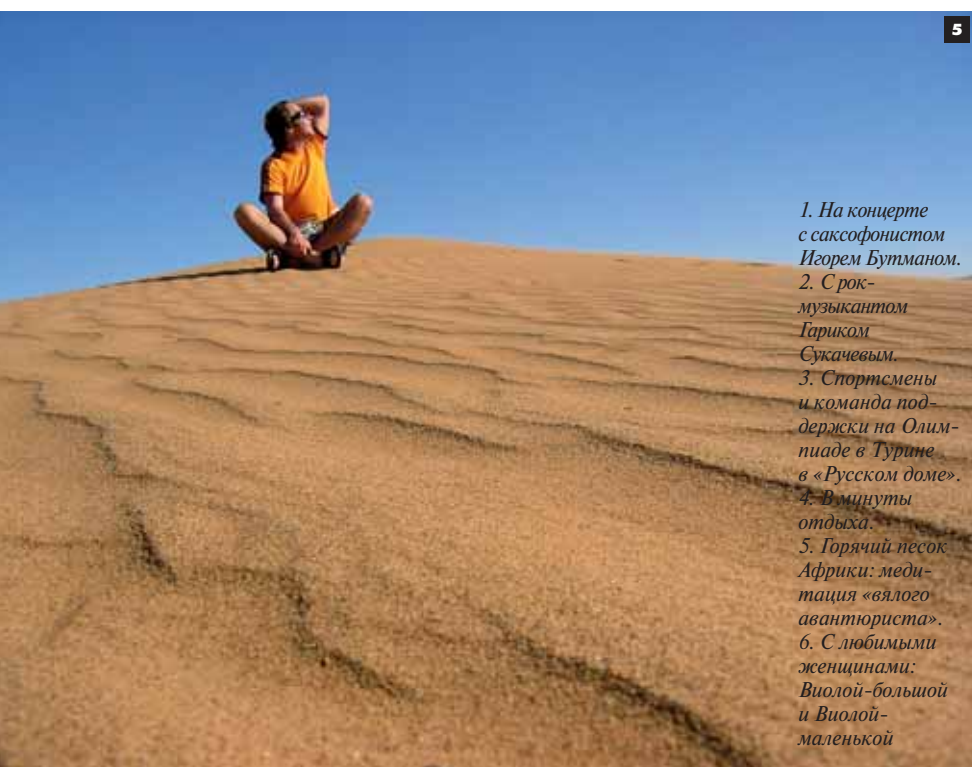 5
1. На концерте
с саксофонистом
Игорем Бутманом.
2. С рок-
музыкантом
Гариком
Сукачевым.
3. Спортсмены
и команда под-
держки на Олим-
пиаде в Турине
в «Русском доме».
4. В минуты
отдыха.
5. Горячий песок
Африки: меди-
тация «вялого
авантюриста».
6. С любимыми
женщинами:
Виолой-большой
и Виолой-
маленькой